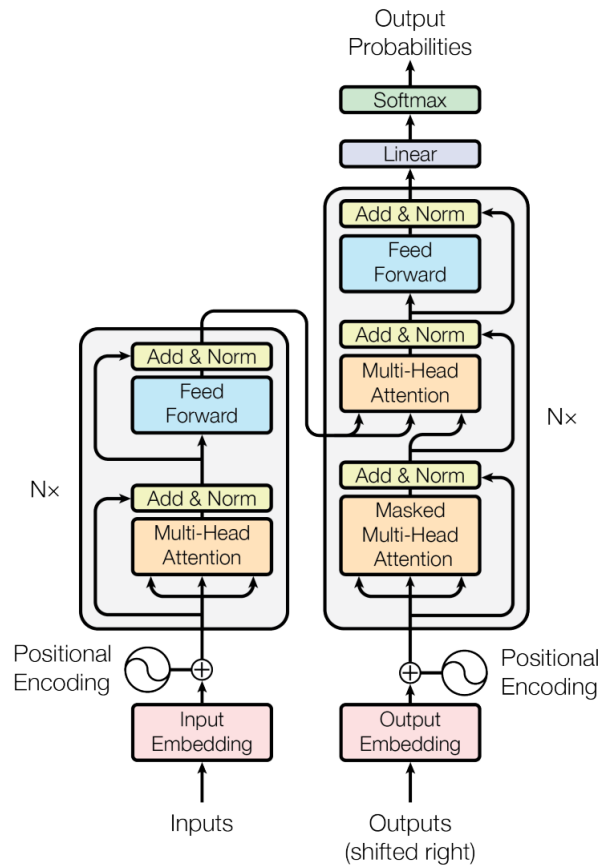 Output
Probabilities
Softmax
Linear
Add & Norm
Feed
Forward
Add & Norm
Multi-Head
Attention
Add & Norm
Masked
Multi-Head
Attention
Nx
Add & Norm
Feed
Forward
Add & Norm
Multi-Head
Attention
Nx
Positional
Encoding
Positional
Encoding
Input
Embedding
Output
Embedding
Inputs
Outputs
(shifted right)